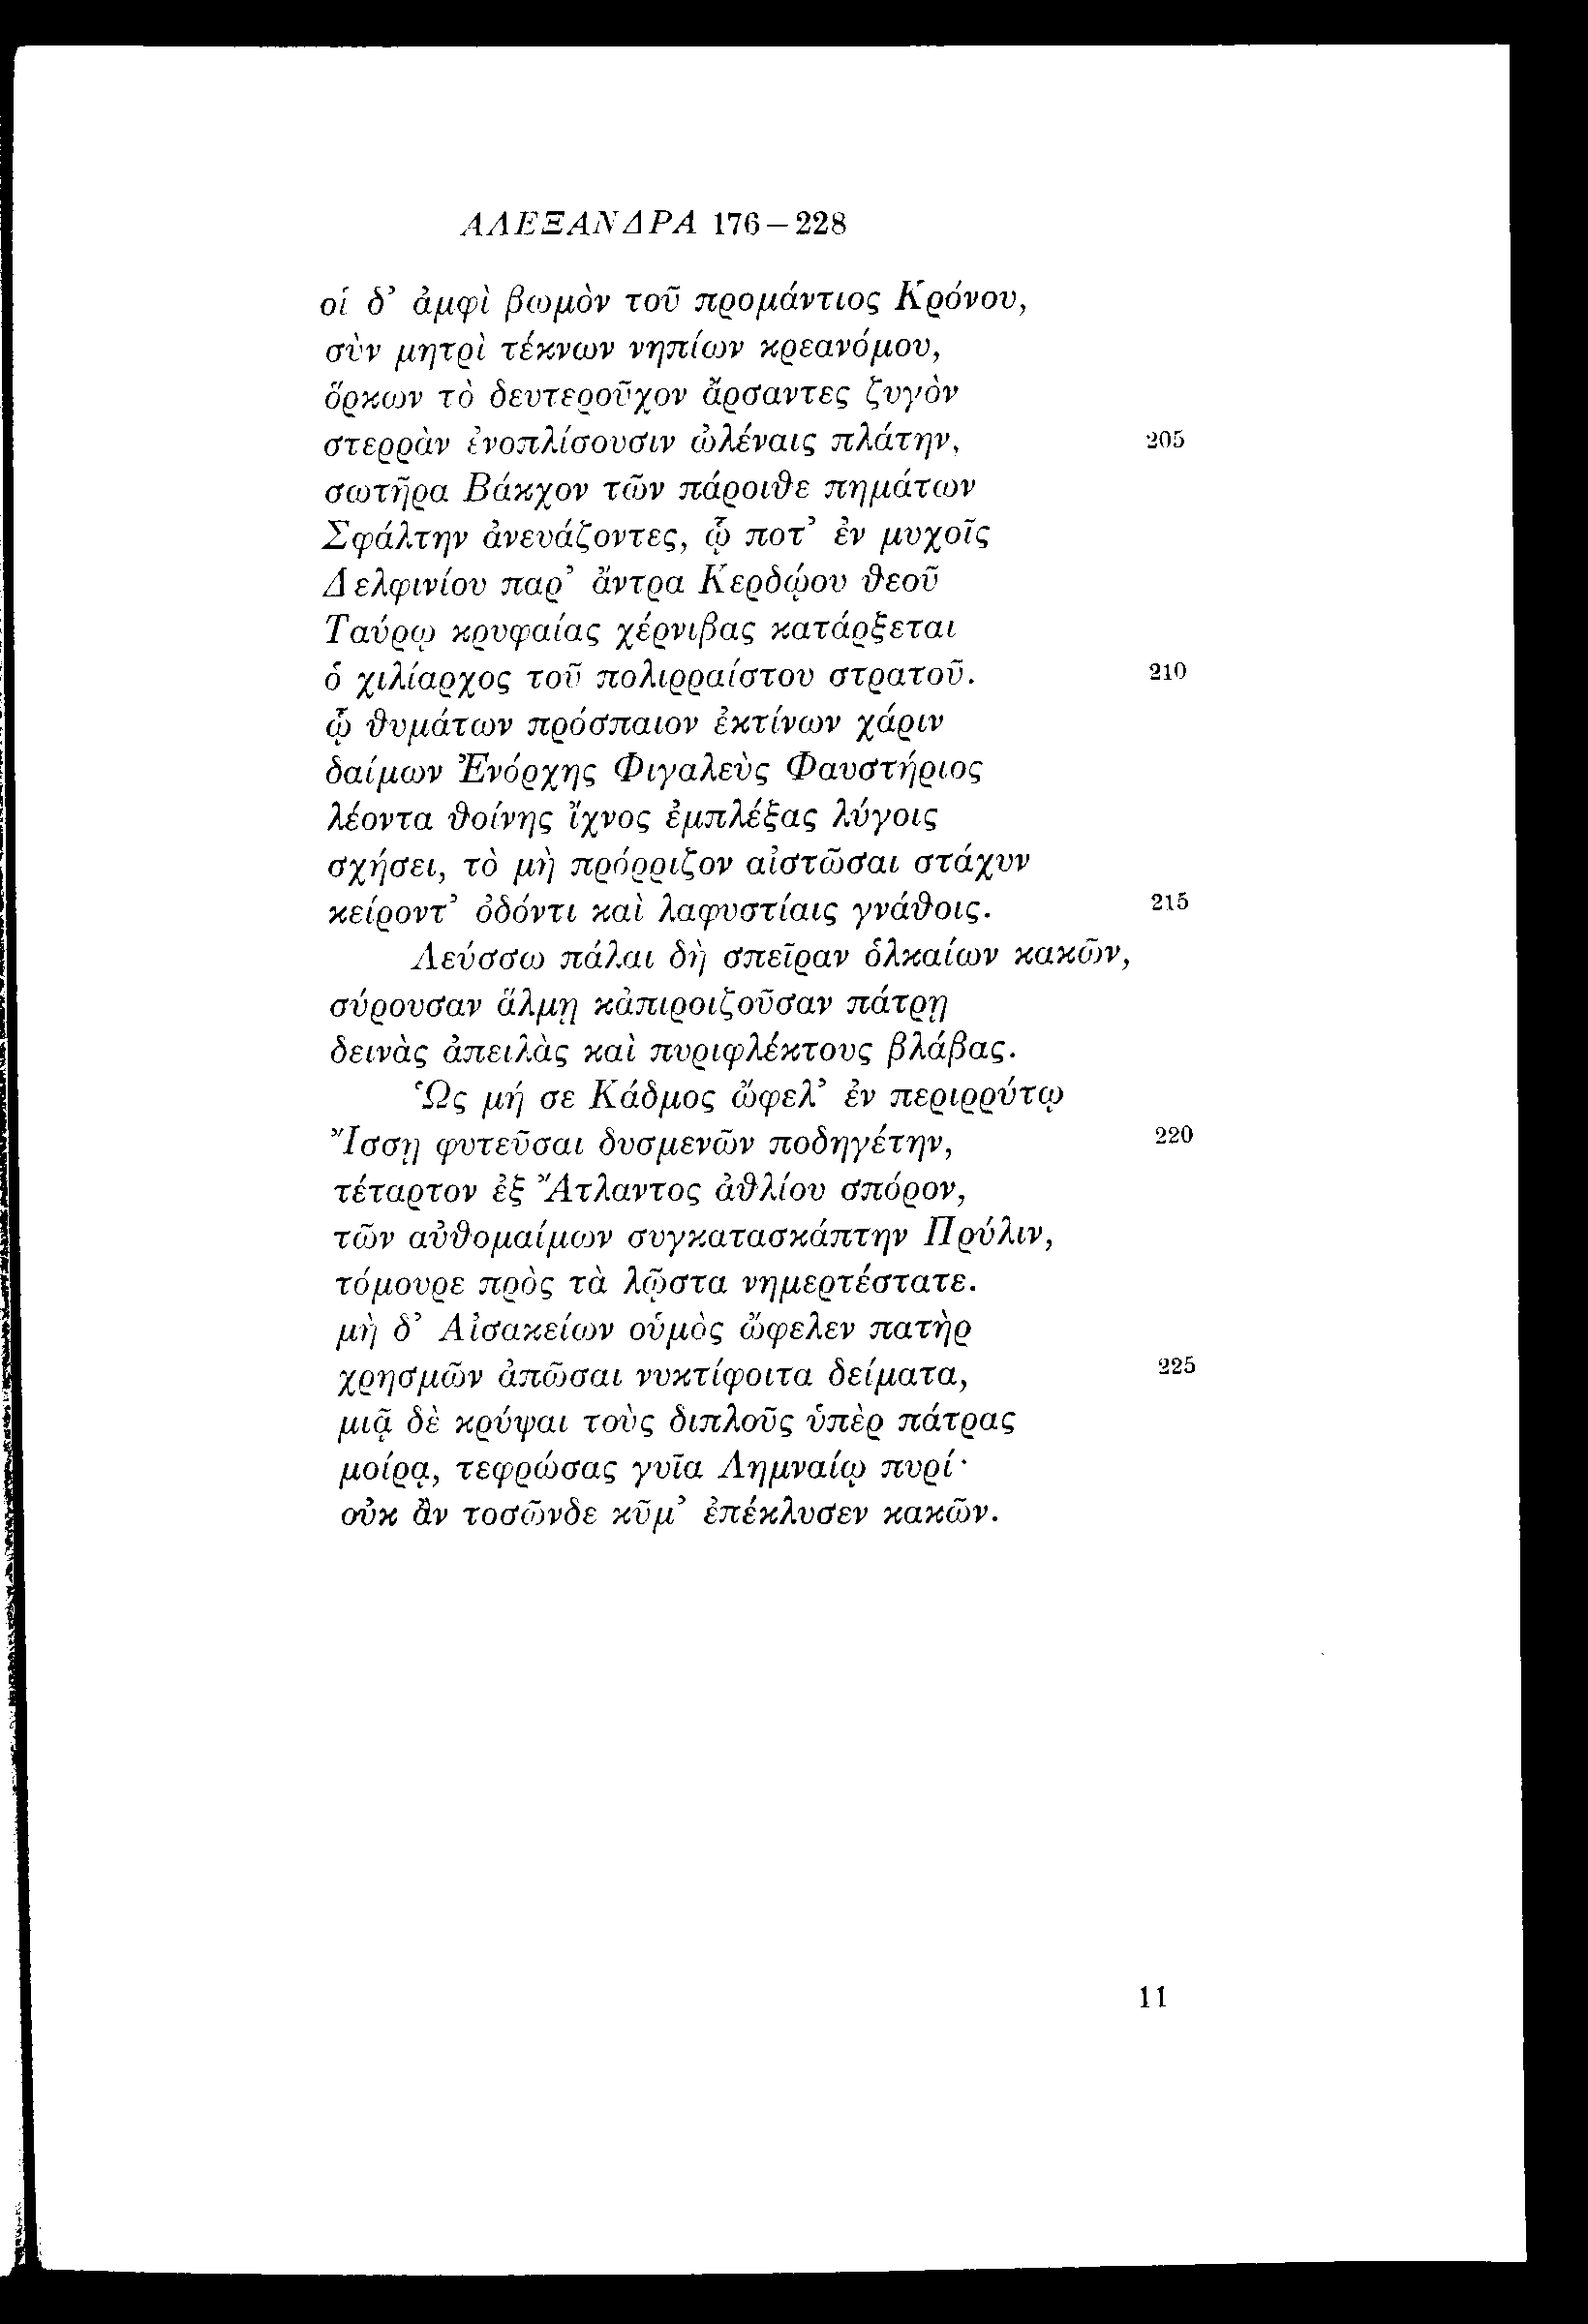 ΑΛΕΞΑΝΔΡΑ 176–228
οἱ δ’ ἀμφὶ βωμὸν τοῦ προμάντιος Κρόνου,
σὺν μητρὶ τέκνων νηπίων κρεανόμου,
ὅρκων τὸ δευτεροῦχον ἄρσαντες ζυγὸν
στερρὰν ἐνοπλίσουσιν ὠλέναις πλάτην, 205
σωτῆρα Βάκχον τῶν πάροιθε πημάτων
Σφάλτην ἀνευάζοντες, ᾧ ποτ’ ἐν μυχοῖς
Δελφινίου παρ’ ἄντρα Κερδῴου θεοῦ
Ταύρῳ κρυφαίας χέρνιβας κατάρξεται
ὁ χιλίαρχος τοῦ πολιρραίστου στρατοῦ. 210
ᾧ θυμάτων πρόσπαιον ἐκτίνων χάριν
δαίμων Ἐνόρχης Φιγαλεὺς Φαυστήριος
λέοντα θοίνης ἴχνος ἐμπλέξας λύγοις
σχήσει, τὸ μὴ πρόρριζον αἰστῶσαι στάχυν
κείροντ’ ὀδόντι καὶ λαφυστίαις γνάθοις. 215
Λεύσσω πάλαι δὴ σπεῖραν ὁλκαίων κακῶν,
σύρουσαν ἅλμῃ κἀπιροιζοῦσαν πάτρῃ
δεινὰς ἀπειλὰς καὶ πυριφλέκτους βλάβας.
Ὥς μή σε Κάδμος ὤφελ’ ἐν περιρρύτῳ
Ἴσσῃ φυτεῦσαι δυσμενῶν ποδηγέτην, 220
τέταρτον ἐξ Ἄτλαντος ἀθλίου σπόρον,
τῶν αὐθομαίμων συγκατασκάπτην Πρύλιν,
τόμουρε πρὸς τὰ λῷστα νημερτέστατε.
μὴ δ’ Αἰσακείων οὑμὸς ὤφελεν πατὴρ
χρησμῶν ἀπῶσαι νυκτίφοιτα δείματα, 225
μιᾷ δὲ κρύψαι τοὺς διπλοῦς ὑπὲρ πάτρας
μοίρᾳ, τεφρώσας γυῖα Λημναίῳ πυρί·
οὐκ ἂν τοσῶνδε κῦμ’ ἐπέκλυσεν κακῶν.
11